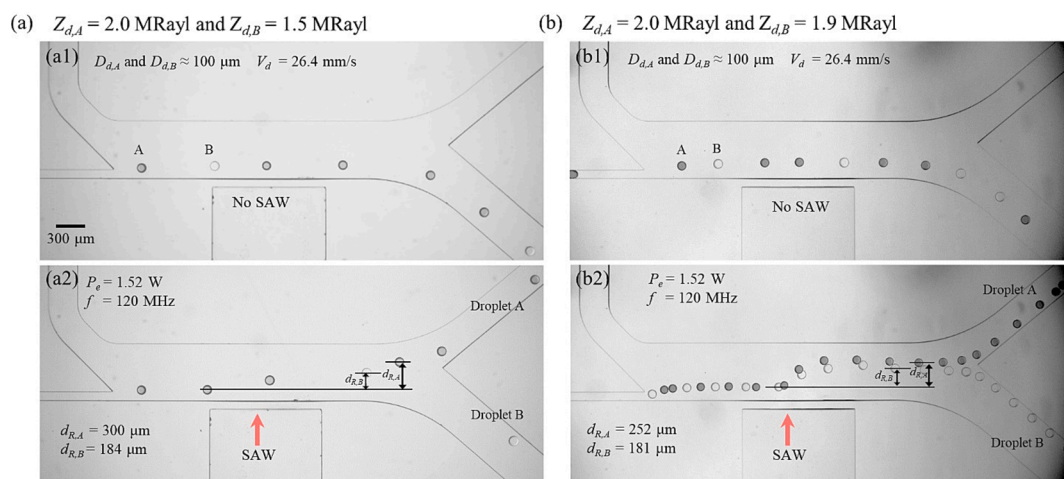 (a) Z_{d,A} = 2.0 MRayl and Z_{d,B} = 1.5 MRayl
(a1) D_{d,A} and D_{d,B} ≈ 100 μm V_d = 26.4 mm/s
A
B
No SAW
300 μm
(a2) P_e = 1.52 W
f = 120 MHz
Droplet A
d_{R,B}
d_{R,A}
Droplet B
d_{R,A} = 300 μm
d_{R,B} = 184 μm
SAW
(b) Z_{d,A} = 2.0 MRayl and Z_{d,B} = 1.9 MRayl
(b1) D_{d,A} and D_{d,B} ≈ 100 μm V_d = 26.4 mm/s
A
B
No SAW
(b2) P_e = 1.52 W
f = 120 MHz
Droplet A
d_{R,B}
d_{R,A}
d_{R,A} = 252 μm
d_{R,B} = 181 μm
Droplet B
SAW